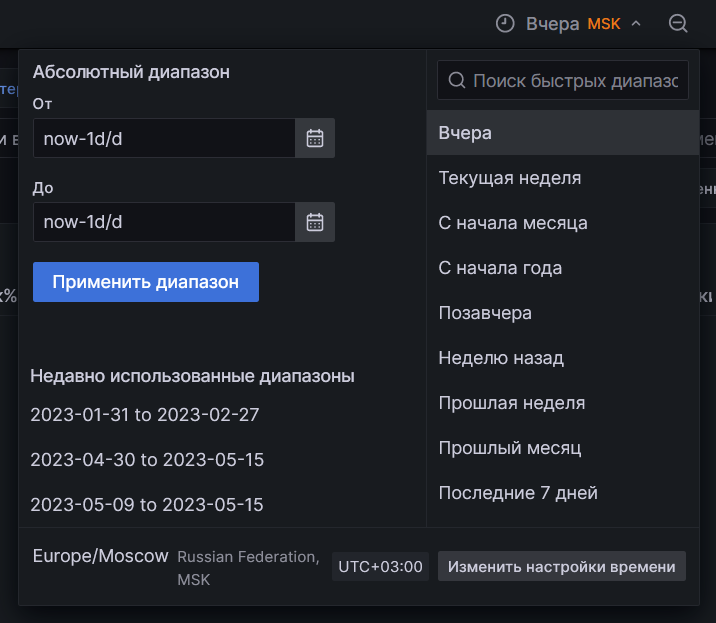 Вчера MSK
Абсолютный диапазон
От
now-1d/d
До
now-1d/d
Применить диапазон
Недавно использованные диапазоны
2023-01-31 to 2023-02-27
2023-04-30 to 2023-05-15
2023-05-09 to 2023-05-15
Поиск быстрых диапазо
Вчера
Текущая неделя
С начала месяца
С начала года
Позавчера
Неделю назад
Прошлая неделя
Прошлый месяц
Последние 7 дней
Europe/Moscow Russian Federation,
MSK
UTC+03:00
Изменить настройки времени